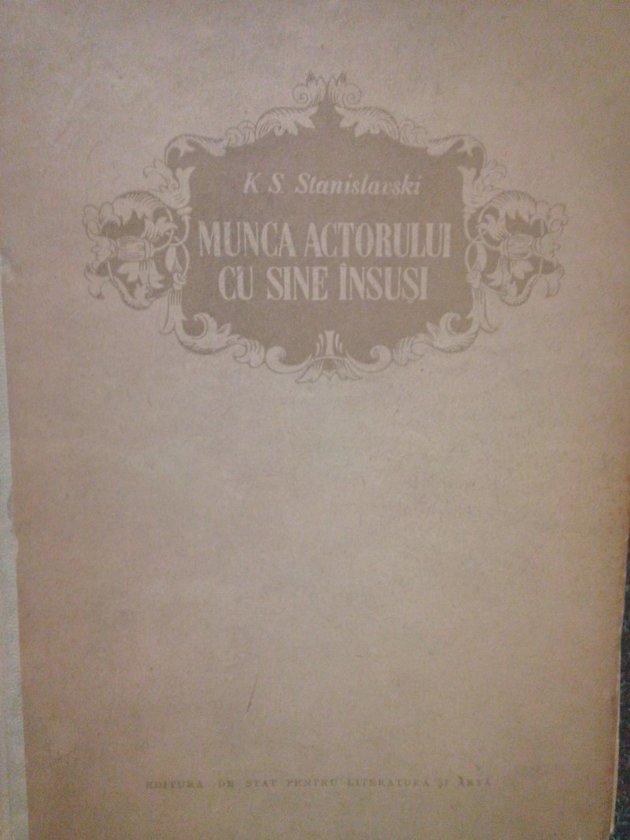 K. S. Stanislavski
MUNCA ACTORULUI
CU SINE ÎNSUȘI
EDITURA DE STAT PENTRU LITERATURĂ ȘI ARTĂ